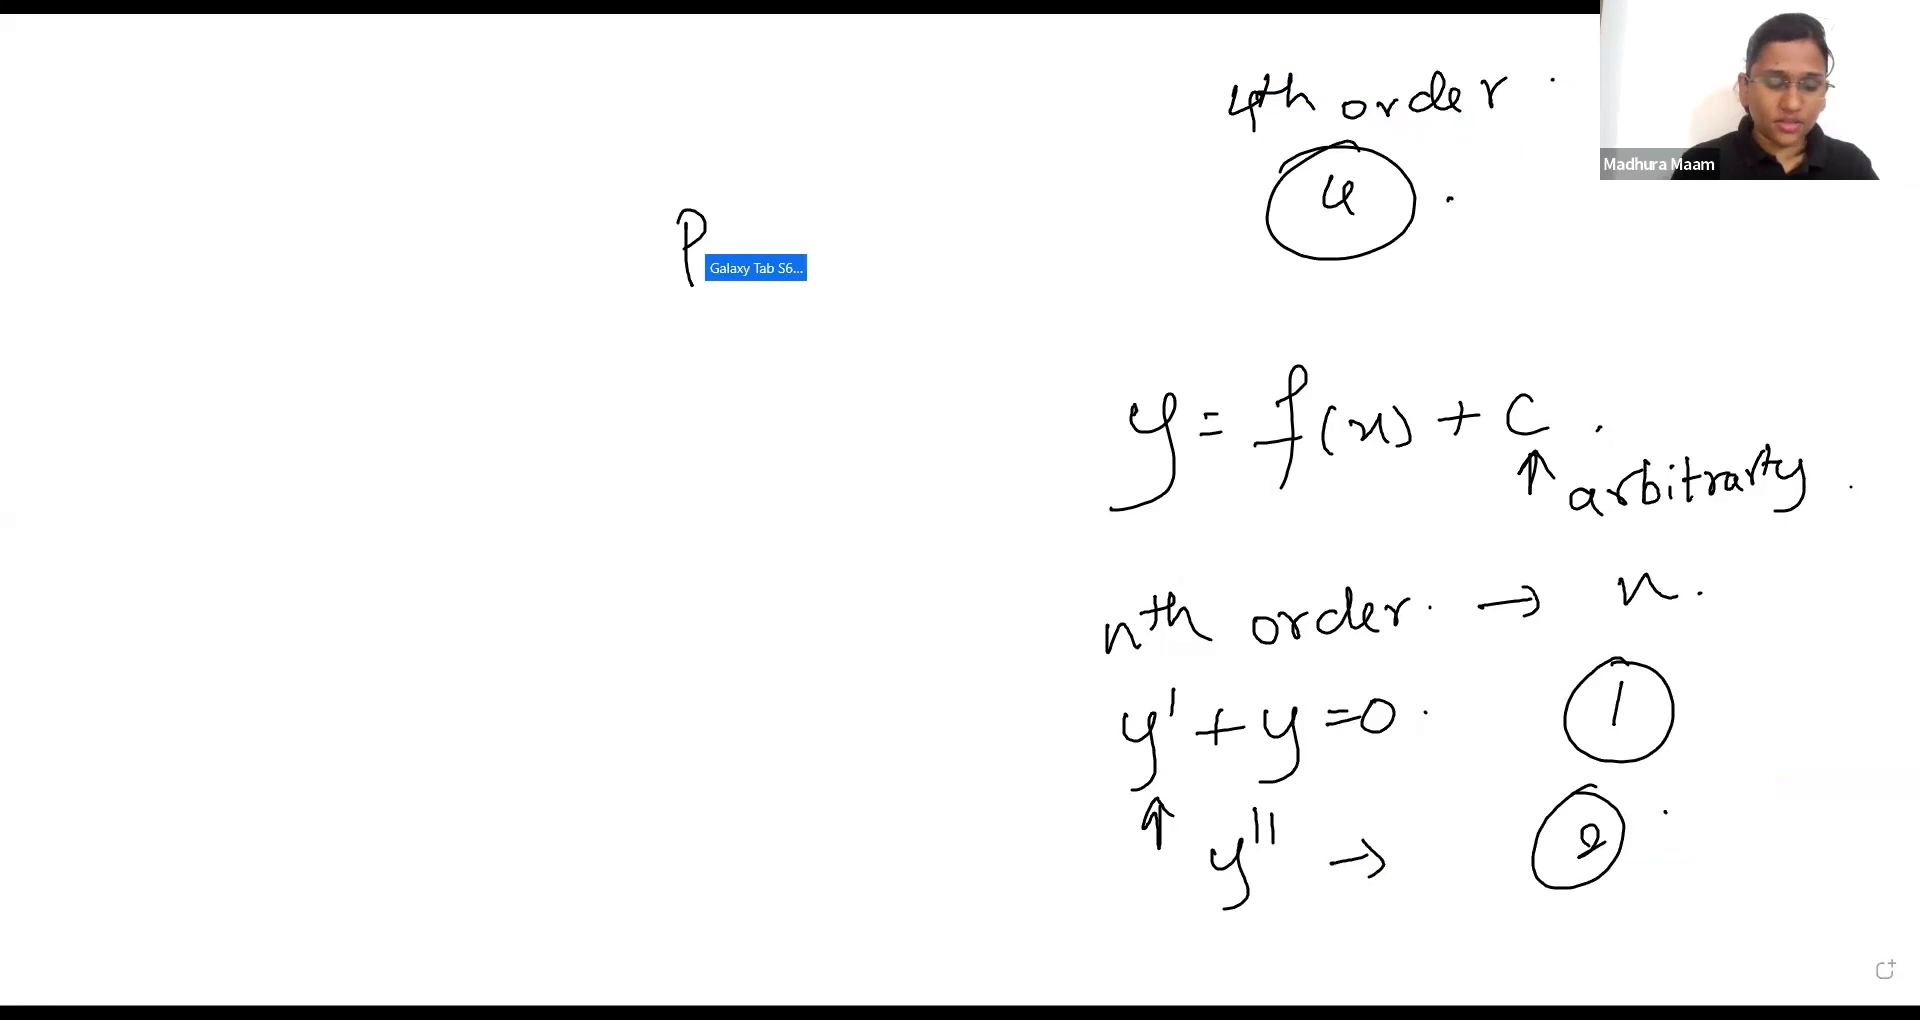 4th order .
4 .
Madhura Maam
P
Galaxy Tab S6...
y = f(x) + C .
↑ arbitrary .
nth order . → n .
y' + y = 0 . 1
↑
y'' → 2 .